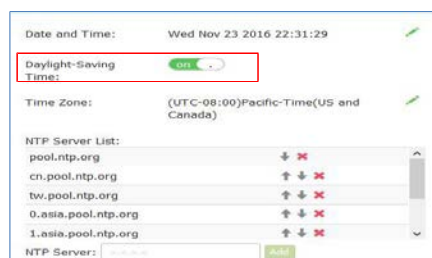 Date and Time: Wed Nov 23 2016 22:31:29
Daylight-Saving on
Time:
Time Zone: (UTC-08:00)Pacific-Time(US and
Canada)
NTP Server List:
pool.ntp.org
cn.pool.ntp.org
tw.pool.ntp.org
0.asia.pool.ntp.org
1.asia.pool.ntp.org
NTP Server: Add